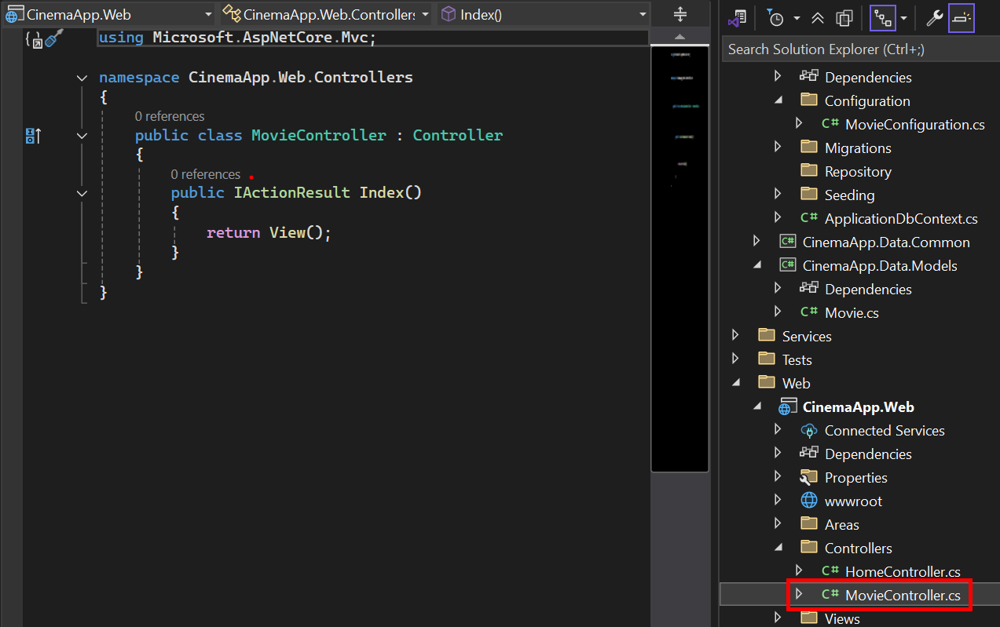 CinemaApp.Web
CinemaApp.Web.Controllers
Index()
using Microsoft.AspNetCore.Mvc;
namespace CinemaApp.Web.Controllers
{
0 references
public class MovieController : Controller
{
0 references
public IActionResult Index()
{
return View();
}
}
}
Search Solution Explorer (Ctrl+;)
Dependencies
Configuration
C# MovieConfiguration.cs
Migrations
Repository
Seeding
C# ApplicationDbContext.cs
C# CinemaApp.Data.Common
C# CinemaApp.Data.Models
Dependencies
C# Movie.cs
Services
Tests
Web
CinemaApp.Web
Connected Services
Dependencies
Properties
wwwroot
Areas
Controllers
C# HomeController.cs
C# MovieController.cs
Views